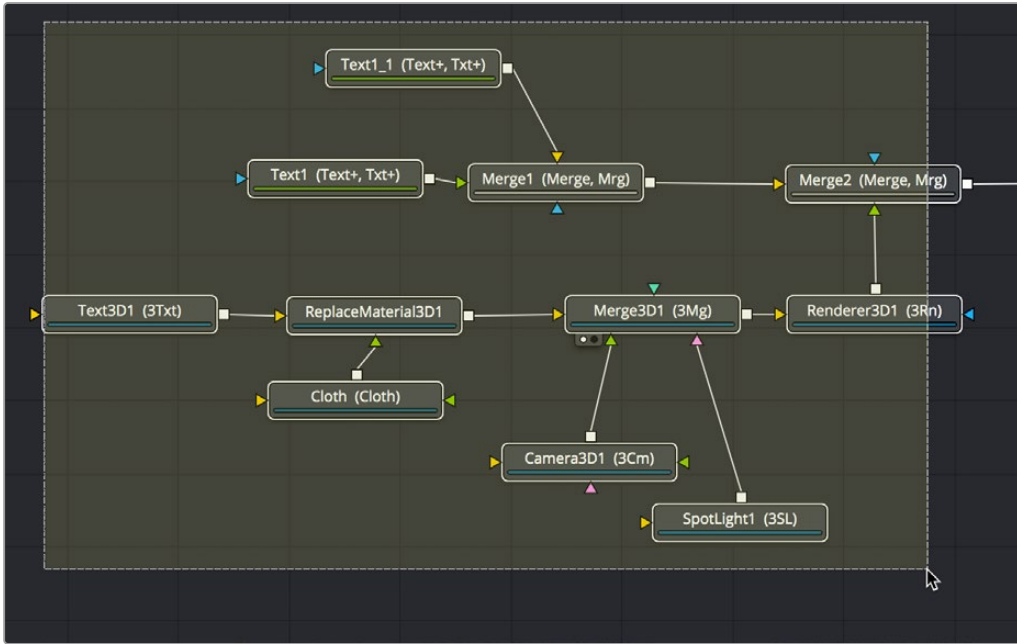 Text1_1 (Text+, Txt+)
Text1 (Text+, Txt+)
Merge1 (Merge, Mrg)
Merge2 (Merge, Mrg)
Text3D1 (3Txt)
ReplaceMaterial3D1
Merge3D1 (3Mg)
Renderer3D1 (3Rn)
Cloth (Cloth)
Camera3D1 (3Cm)
SpotLight1 (3SL)